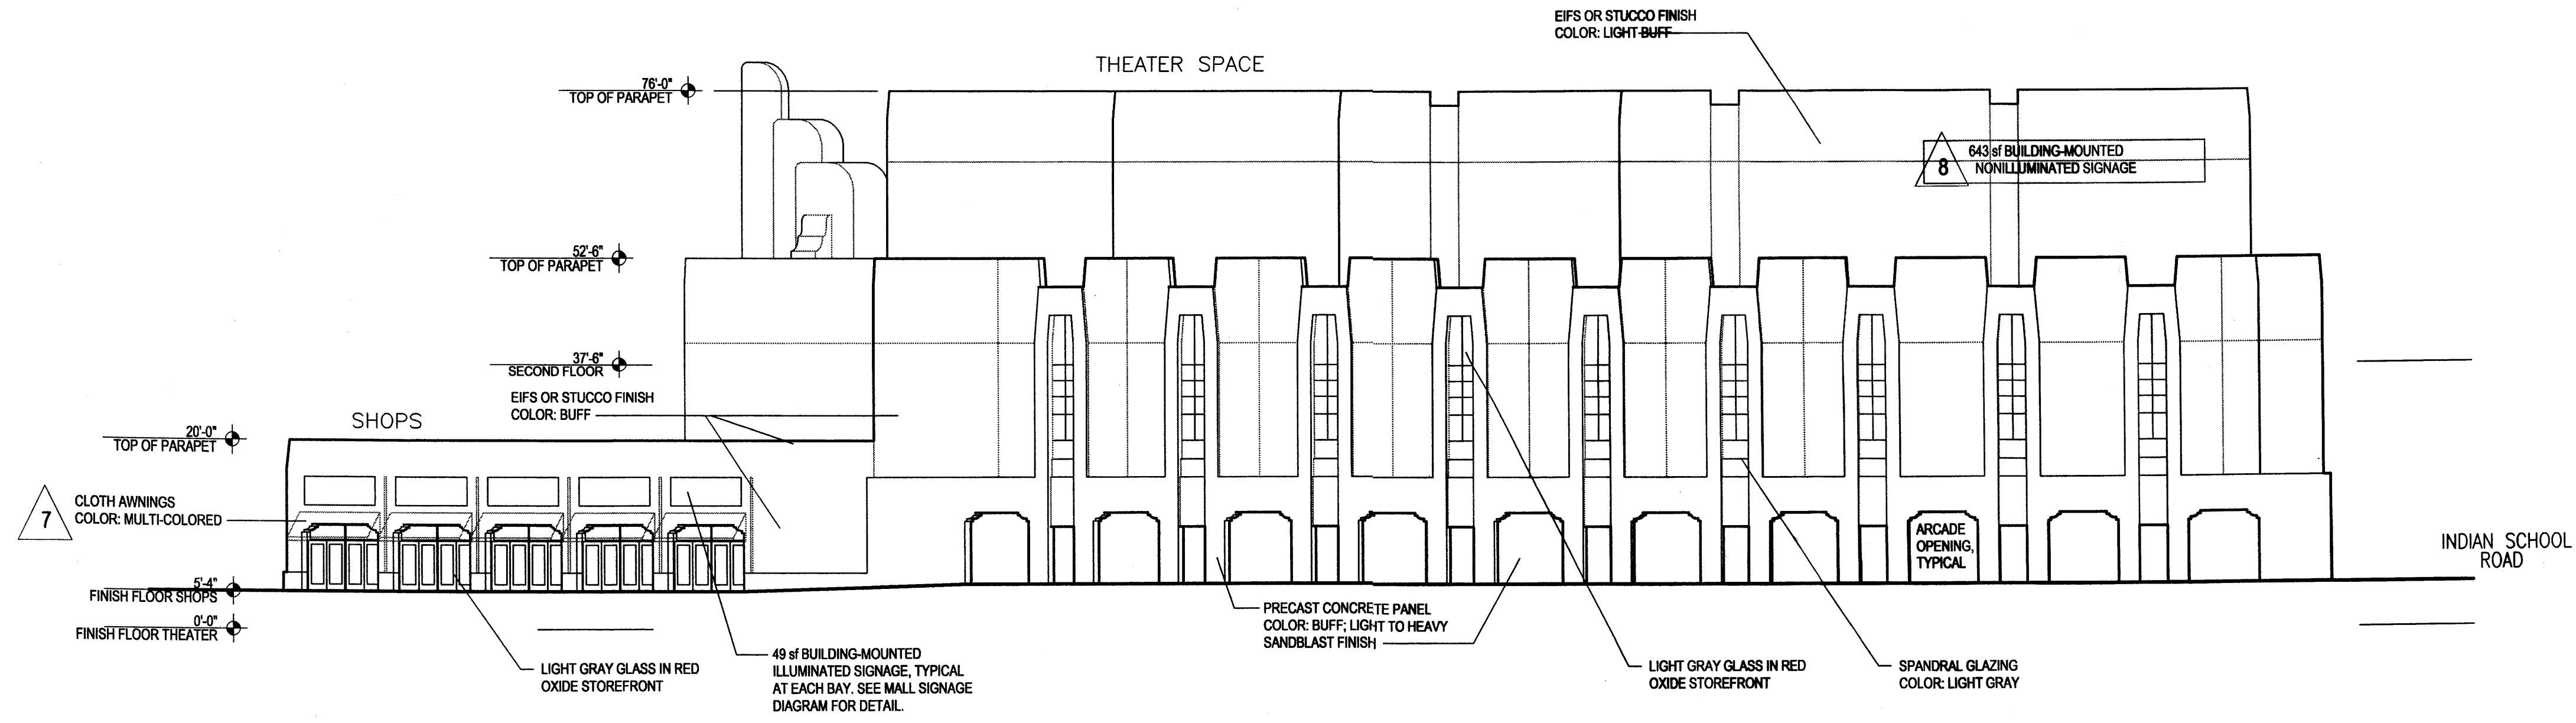 EIFS OR STUCCO FINISH
COLOR: LIGHT BUFF
THEATER SPACE
76'-0"
TOP OF PARAPET
8
643 sf BUILDING-MOUNTED
NONILLUMINATED SIGNAGE
52'-6"
TOP OF PARAPET
37'-6"
SECOND FLOOR
EIFS OR STUCCO FINISH
COLOR: BUFF
SHOPS
20'-0"
TOP OF PARAPET
7
CLOTH AWNINGS
COLOR: MULTI-COLORED
ARCADE
OPENING,
TYPICAL
INDIAN SCHOOL
ROAD
5'-4"
FINISH FLOOR SHOPS
0'-0"
FINISH FLOOR THEATER
PRECAST CONCRETE PANEL
COLOR: BUFF; LIGHT TO HEAVY
SANDBLAST FINISH
LIGHT GRAY GLASS IN RED
OXIDE STOREFRONT
49 sf BUILDING-MOUNTED
ILLUMINATED SIGNAGE, TYPICAL
AT EACH BAY. SEE MALL SIGNAGE
DIAGRAM FOR DETAIL.
LIGHT GRAY GLASS IN RED
OXIDE STOREFRONT
SPANDRAL GLAZING
COLOR: LIGHT GRAY